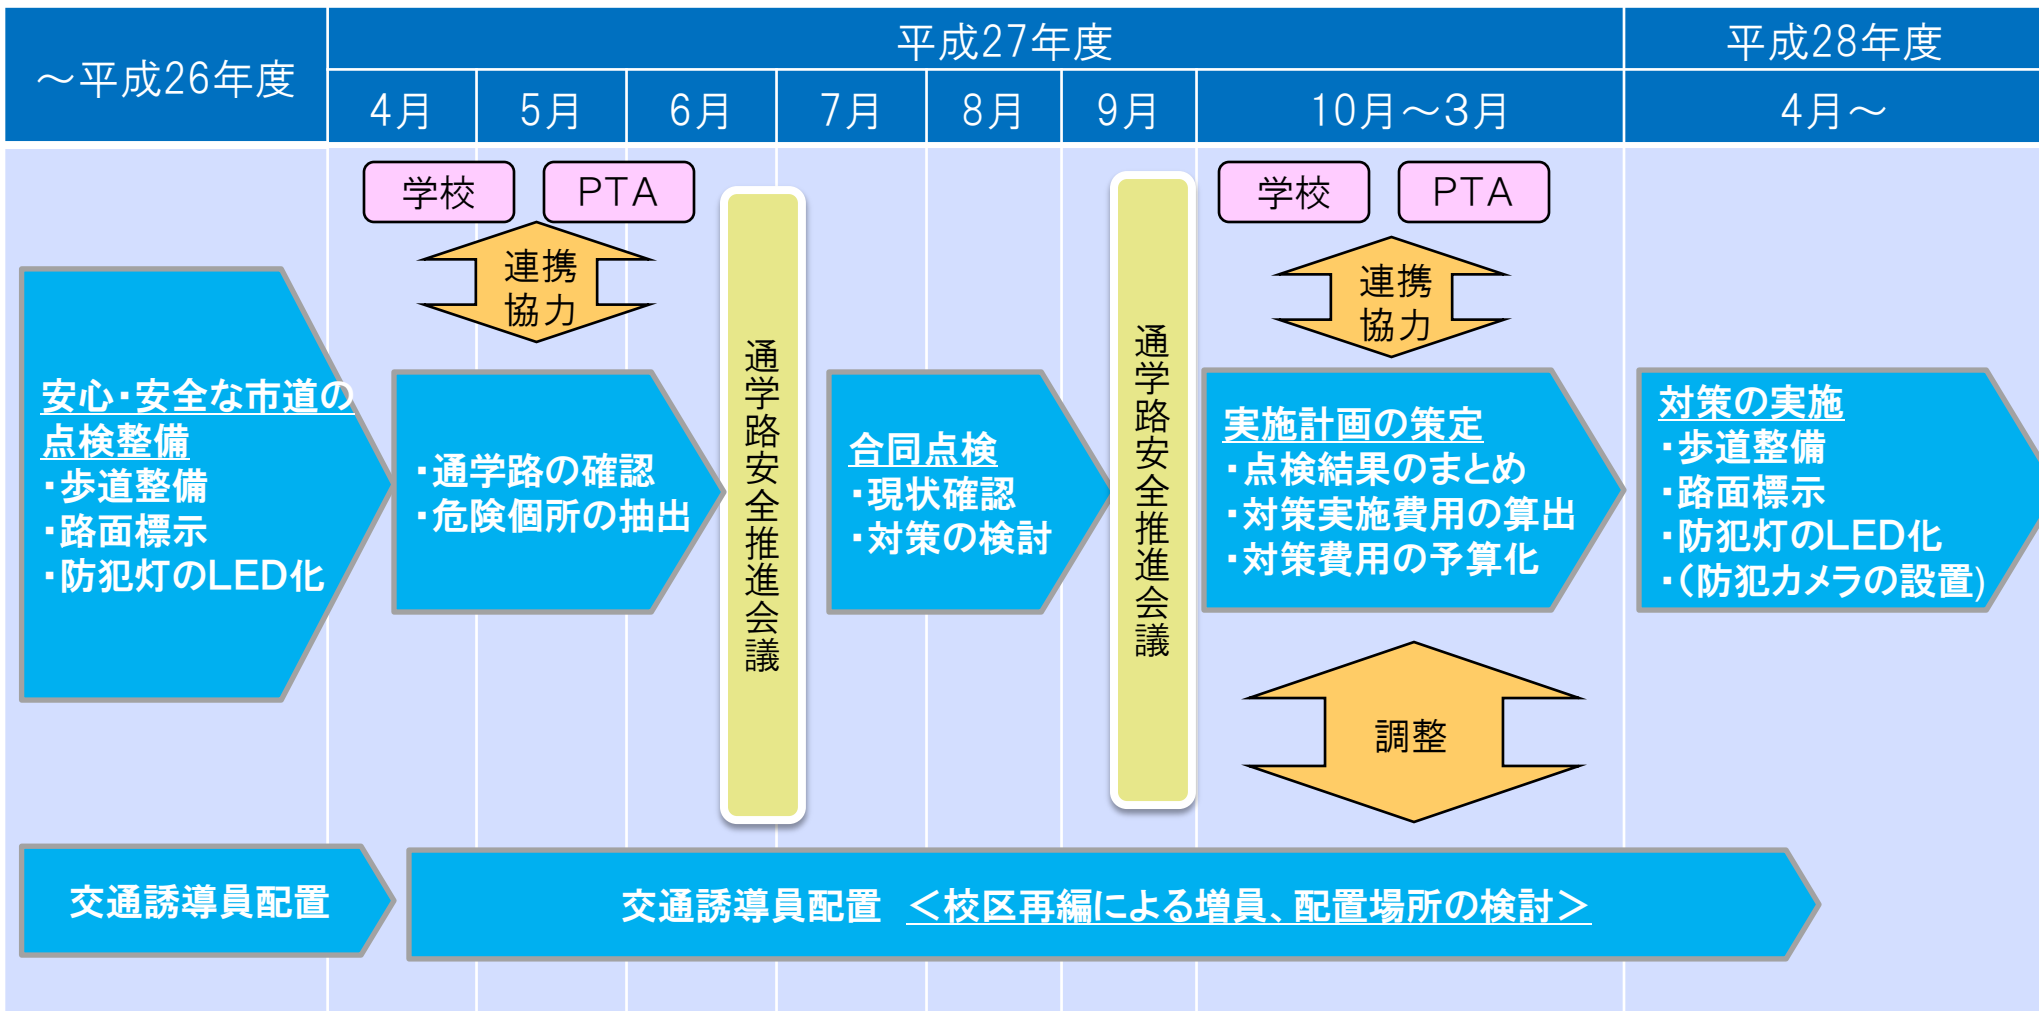 ～平成26年度
平成27年度
平成28年度
4月
5月
6月
7月
8月
9月
10月～3月
4月～
学校
PTA
連携
協力
安心・安全な市道の
点検整備
・歩道整備
・路面標示
・防犯灯のLED化
・通学路の確認
・危険個所の抽出
通学路安全推進会議
合同点検
・現状確認
・対策の検討
通学路安全推進会議
学校
PTA
連携
協力
実施計画の策定
・点検結果のまとめ
・対策実施費用の算出
・対策費用の予算化
調整
対策の実施
・歩道整備
・路面標示
・防犯灯のLED化
・（防犯カメラの設置)
交通誘導員配置
交通誘導員配置　＜校区再編による増員、配置場所の検討＞